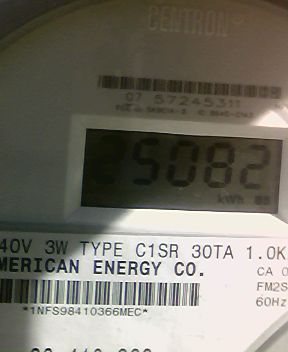 CENTRON
07 57245311
25082
kWh
40V 3W TYPE C1SR 30TA 1.0K
MERICAN ENERGY CO.
CA 0
FM2S
60Hz
*1NFS98410366MEC*